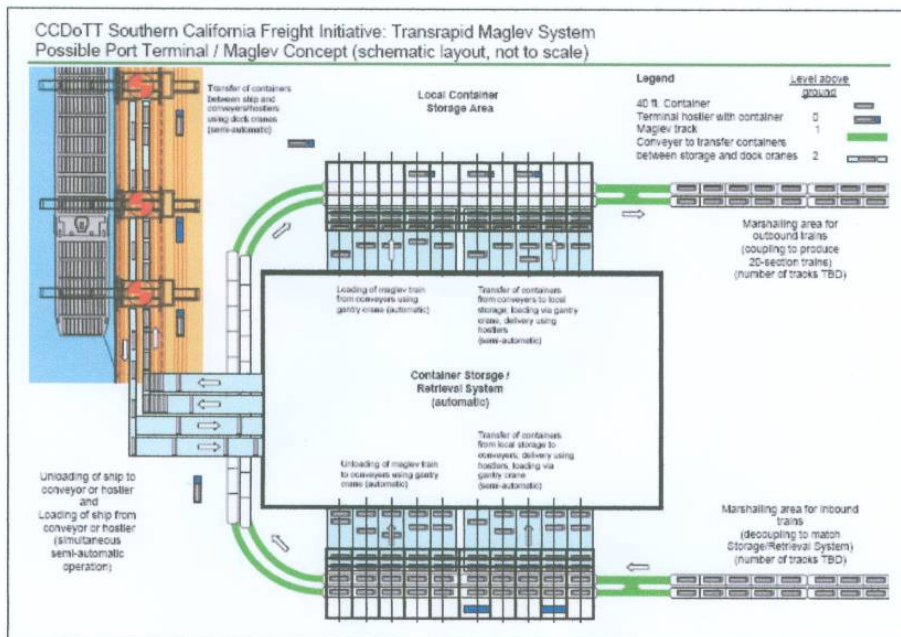 CCDoTT Southern California Freight Initiative: Transrapid Maglev System
Possible Port Terminal / Maglev Concept (schematic layout, not to scale)
Transfer of containers
between ship and
conveyers/hostlers
using dock cranes
(semi-automatic)
Local Container
Storage Area
Legend
Level above
ground
40 ft. Container
Terminal hostler with container 0
Maglev track 1
Conveyer to transfer containers
between storage and dock cranes 2
Marshalling area for
outbound trains
(coupling to produce
20-section trains)
(number of tracks TBD)
Loading of maglev train
from conveyers using
gantry crane (automatic)
Transfer of containers
from conveyers to local
storage, loading via gantry
crane, delivery using
hostlers
(semi-automatic)
Container Storage /
Retrieval System
(automatic)
Unloading of maglev train
to conveyers using gantry
crane (automatic)
Transfer of containers
from local storage to
conveyers, delivery using
hostlers, loading via
gantry crane
(semi-automatic)
Unloading of ship to
conveyor or hostler
and
Loading of ship from
conveyor or hostler
(simultaneous
semi-automatic
operation)
Marshalling area for inbound
trains
(decoupling to match
Storage/Retrieval System)
(number of tracks TBD)